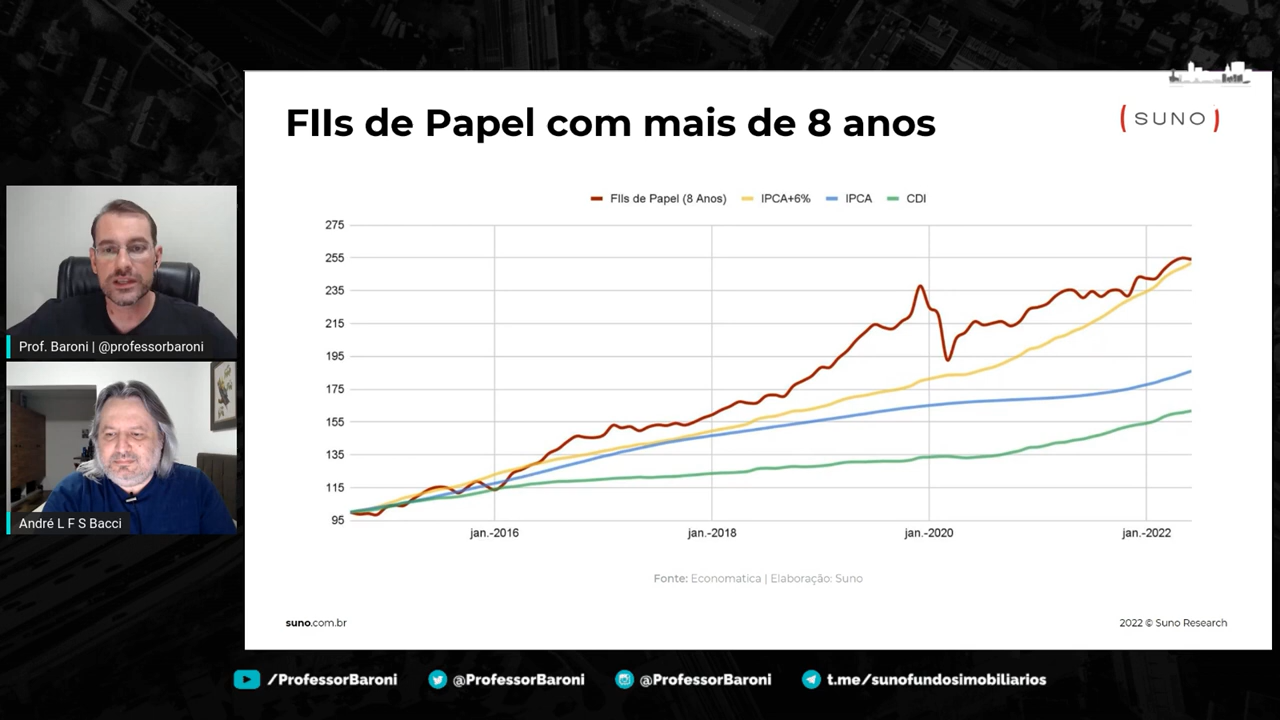 FIIs de Papel com mais de 8 anos
( SUNO )
FIIs de Papel (8 Anos) IPCA+6% IPCA CDI
275
255
235
215
195
175
155
135
115
95
jan.-2016 jan.-2018 jan.-2020 jan.-2022
Fonte: Economatica | Elaboração: Suno
suno.com.br 2022 © Suno Research
Prof. Baroni | @professorbaroni
André L F S Bacci
/ProfessorBaroni @ProfessorBaroni @ProfessorBaroni t.me/sunofundosimobiliarios